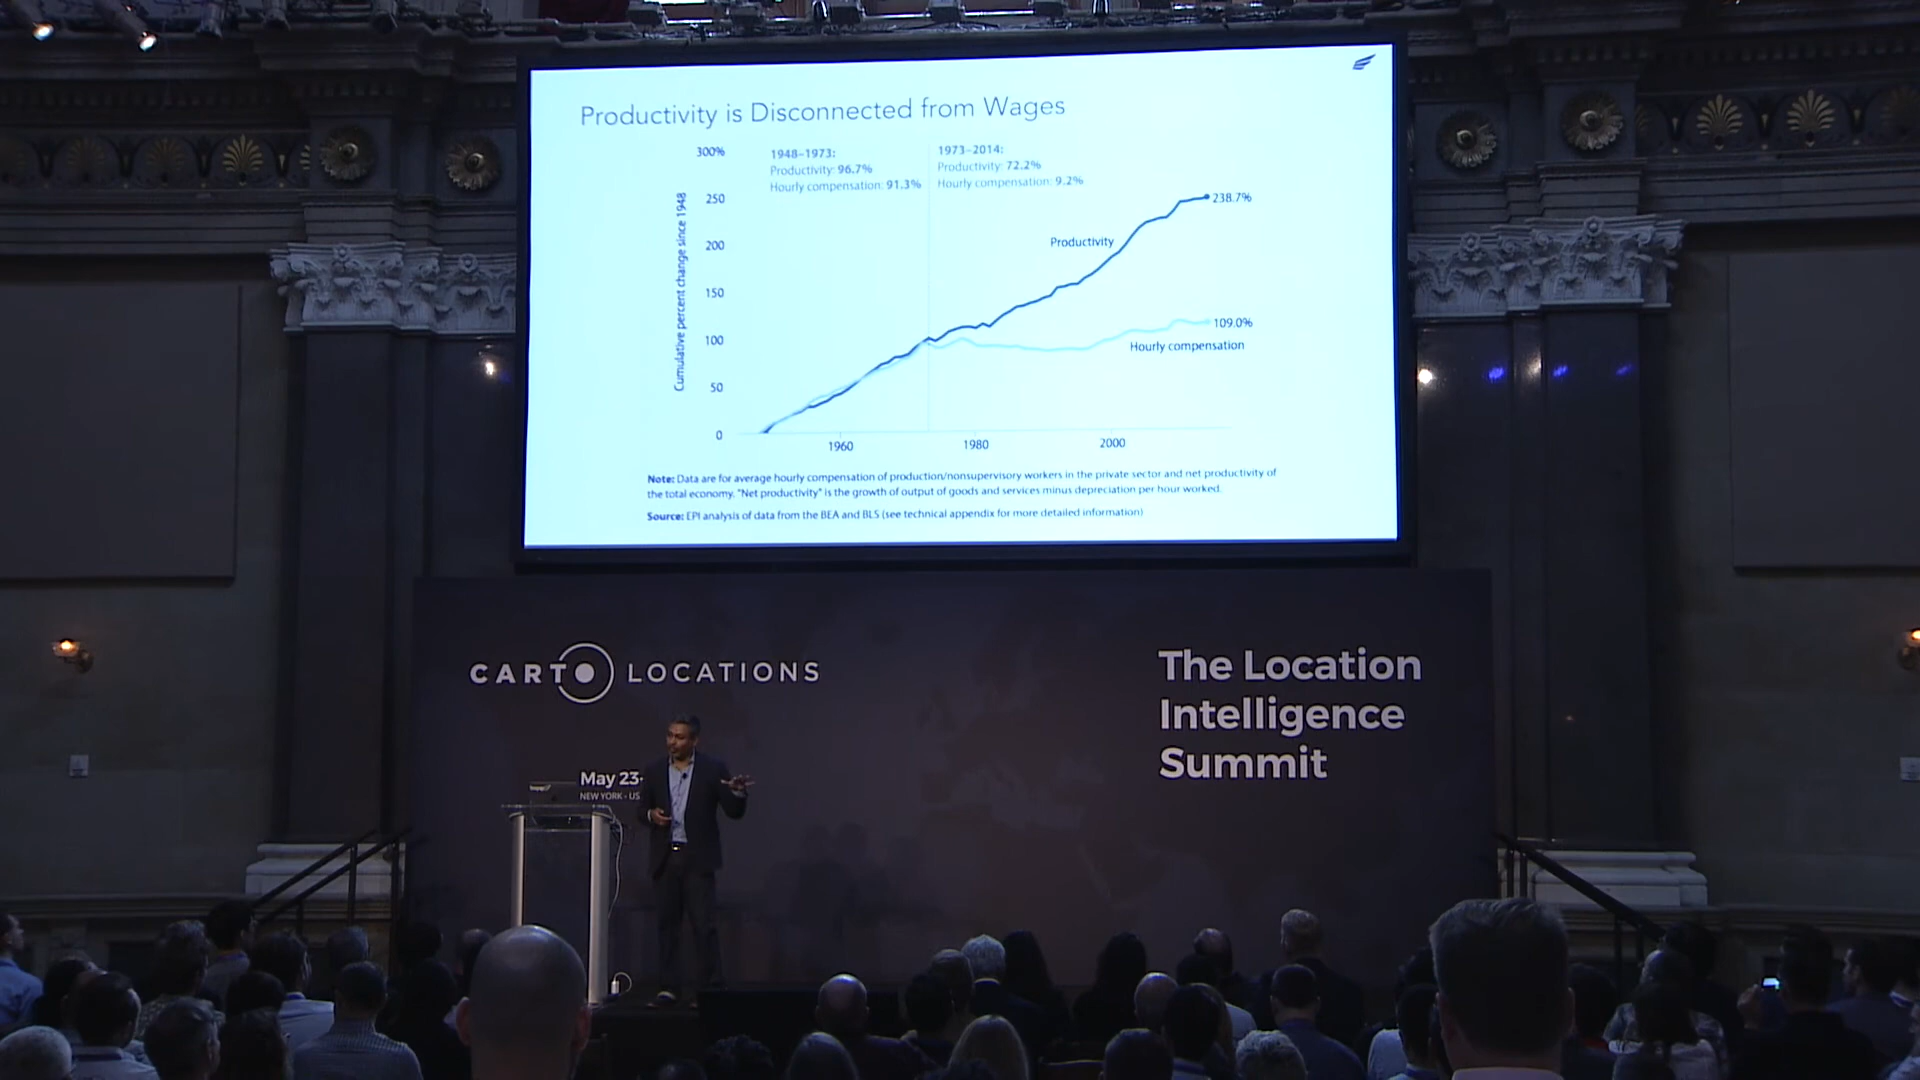 Productivity is Disconnected from Wages
300%
250
200
150
100
50
0
Cumulative percent change since 1948
1948–1973:
Productivity: 96.7%
Hourly compensation: 91.3%
1973–2014:
Productivity: 72.2%
Hourly compensation: 9.2%
238.7%
Productivity
109.0%
Hourly compensation
1960
1980
2000
Note: Data are for average hourly compensation of production/nonsupervisory workers in the private sector and net productivity of
the total economy. "Net productivity" is the growth of output of goods and services minus depreciation per hour worked.
Source: EPI analysis of data from the BEA and BLS (see technical appendix for more detailed information)
CARTO LOCATIONS
The Location
Intelligence
Summit
May 23-
NEW YORK - US